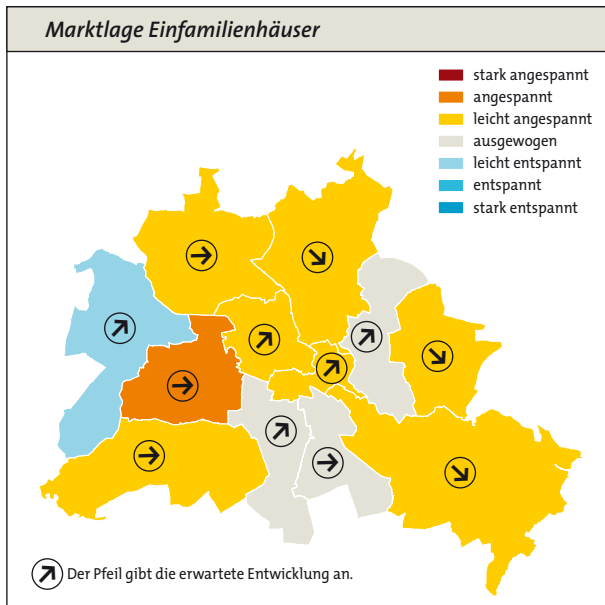 Marktlage Einfamilienhäuser
stark angespannt
angespannt
leicht angespannt
ausgewogen
leicht entspannt
entspannt
stark entspannt
Der Pfeil gibt die erwartete Entwicklung an.